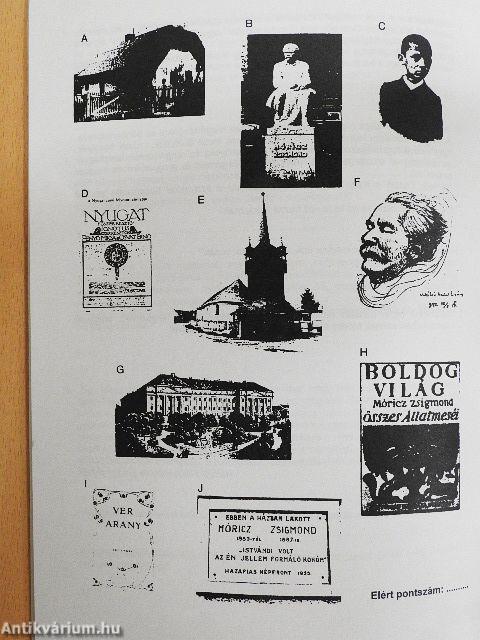 A
B
C
MÓRICZ
ZSIGMOND
D
E
F
NYUGAT
G
H
BOLDOG
VILÁG
Móricz Zsigmond
Összes Állatmeséi
I
J
VÉR
ARANY
EBBEN A HÁZBAN LAKOTT
MÓRICZ ZSIGMOND
"ISTVÁNDI VOLT
AZ ÉN JELLEM FORMÁLÓ KOHÓM"
HAZAFIAS NÉPFRONT
Elért pontszám: .........
Antikvárium.hu